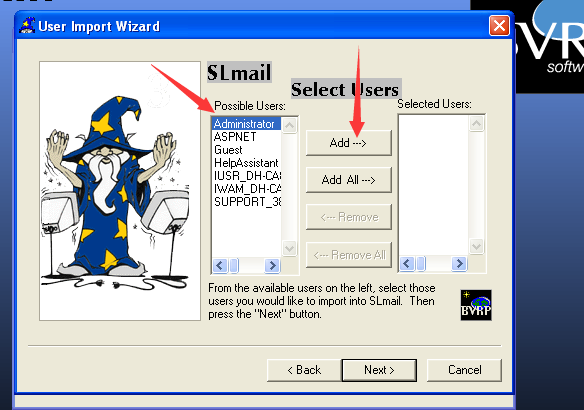 User Import Wizard
SLmail
Select Users
Possible Users:
Administrator
ASPNET
Guest
HelpAssistant
IUSR_DH-CA8
IWAM_DH-CA
SUPPORT_38
Add --->
Add All --->
<--- Remove
<--- Remove All
Selected Users:
From the available users on the left, select those
users you would like to import into SLmail. Then
press the "Next" button.
BVRP
< Back
Next >
Cancel
VR
softw